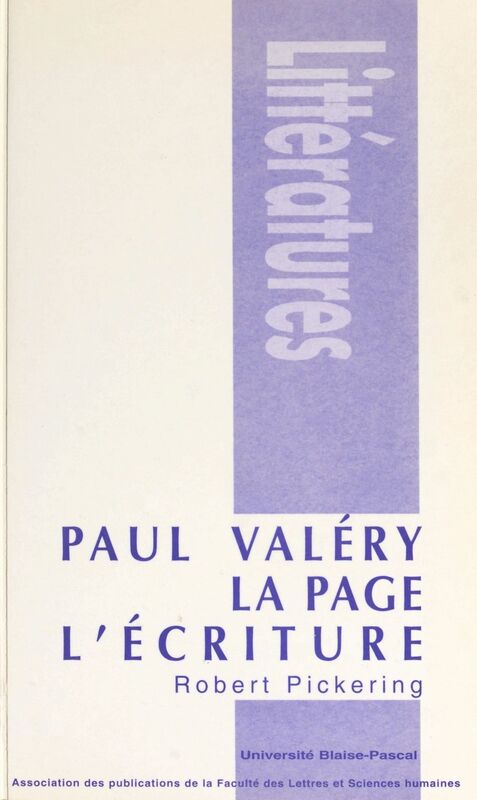 Littératures
PAUL VALÉRY
LA PAGE
L'ÉCRITURE
Robert Pickering
Université Blaise-Pascal
Association des publications de la Faculté des Lettres et Sciences humaines